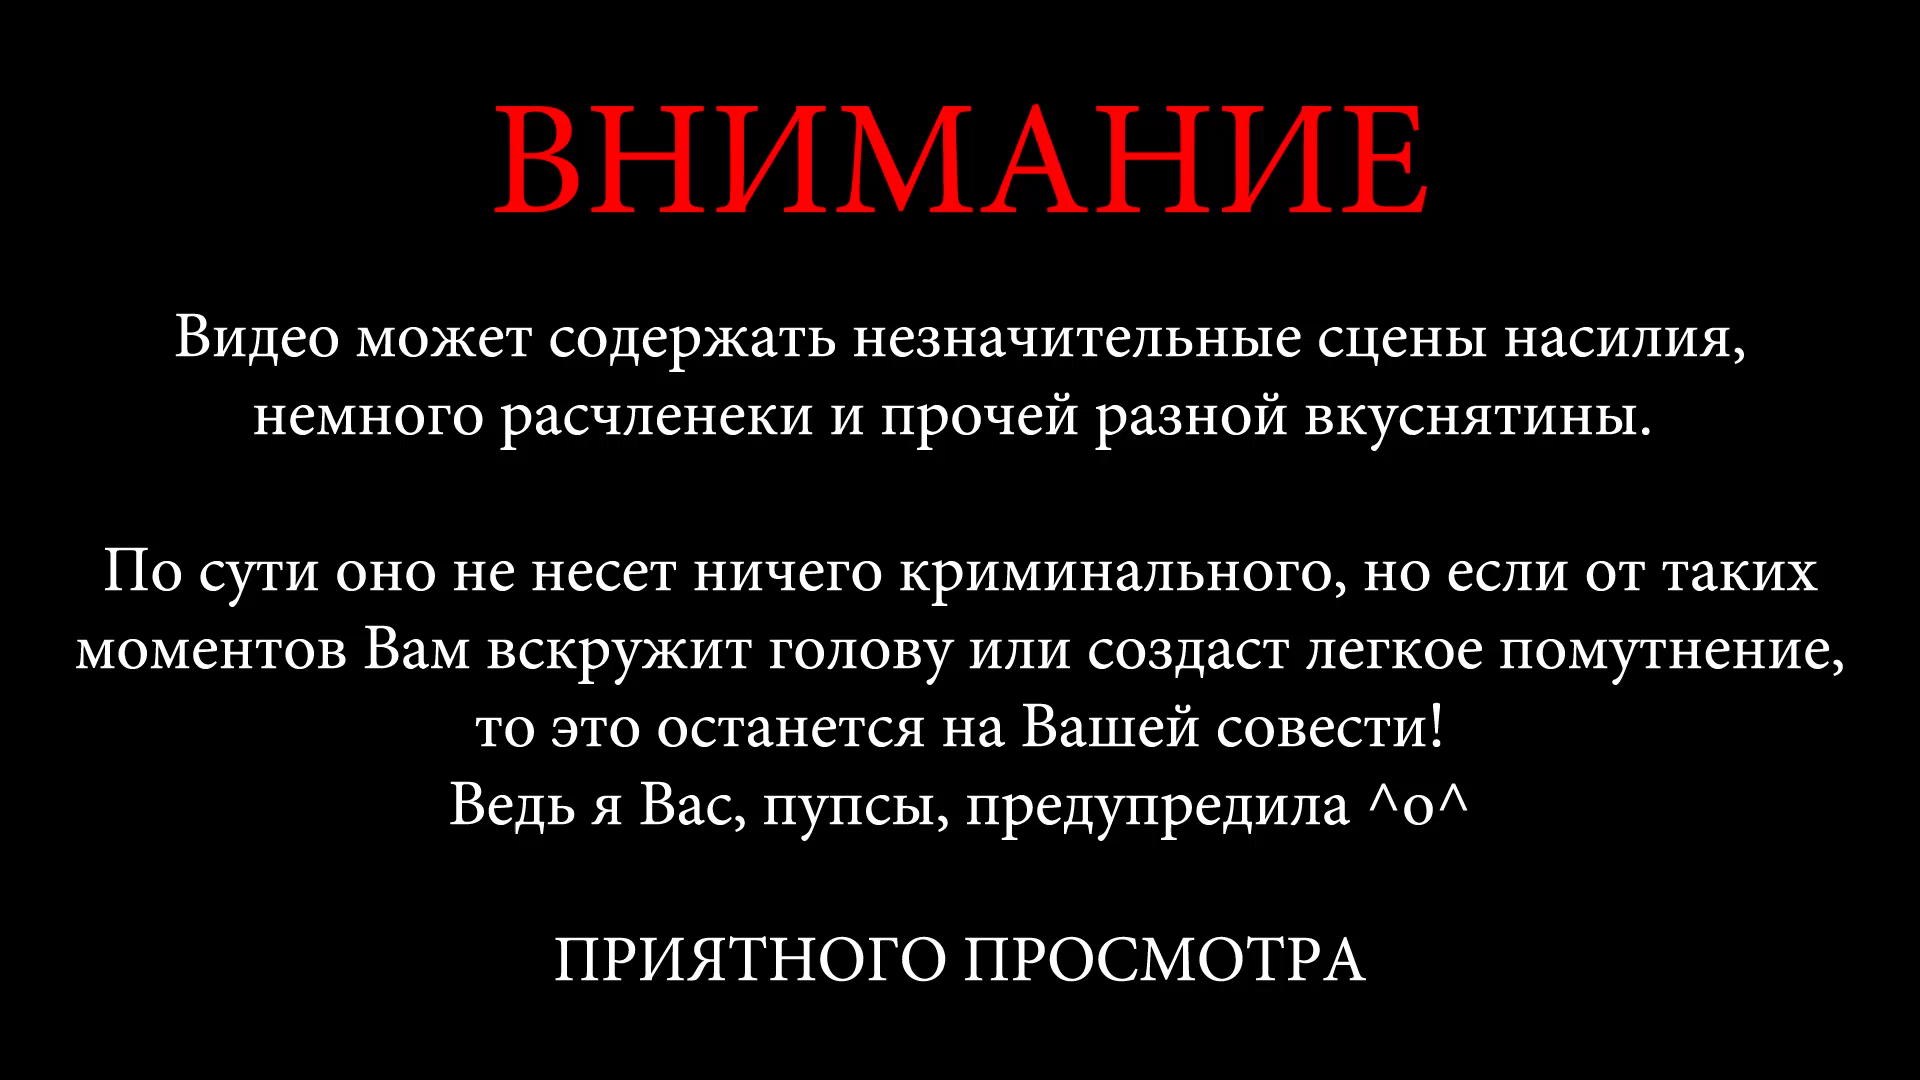 ВНИМАНИЕ
Видео может содержать незначительные сцены насилия,
немного расчленеки и прочей разной вкуснятины.
По сути оно не несет ничего криминального, но если от таких
моментов Вам вскружит голову или создаст легкое помутнение,
то это останется на Вашей совести!
Ведь я Вас, пупсы, предупредила ^о^
ПРИЯТНОГО ПРОСМОТРА